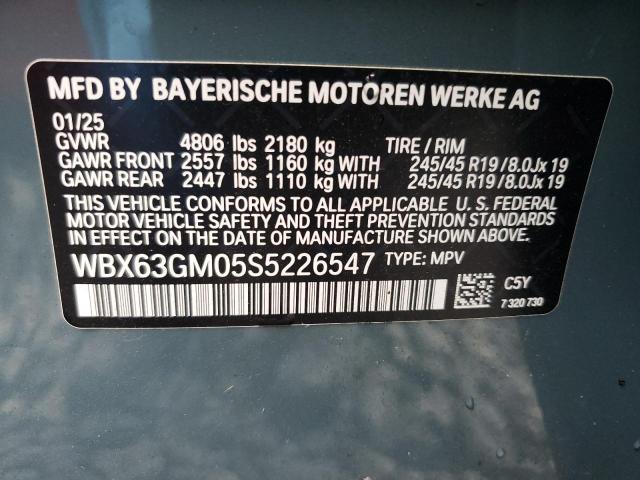 MFD BY BAYERISCHE MOTOREN WERKE AG
01/25
GVWR 4806 lbs 2180 kg TIRE / RIM
GAWR FRONT 2557 lbs 1160 kg WITH 245/45 R19 / 8.0Jx 19
GAWR REAR 2447 lbs 1110 kg WITH 245/45 R19 / 8.0Jx 19
THIS VEHICLE CONFORMS TO ALL APPLICABLE U. S. FEDERAL
MOTOR VEHICLE SAFETY AND THEFT PREVENTION STANDARDS
IN EFFECT ON THE DATE OF MANUFACTURE SHOWN ABOVE.
WBX63GM05S5226547 TYPE: MPV
C5Y
7 320 730